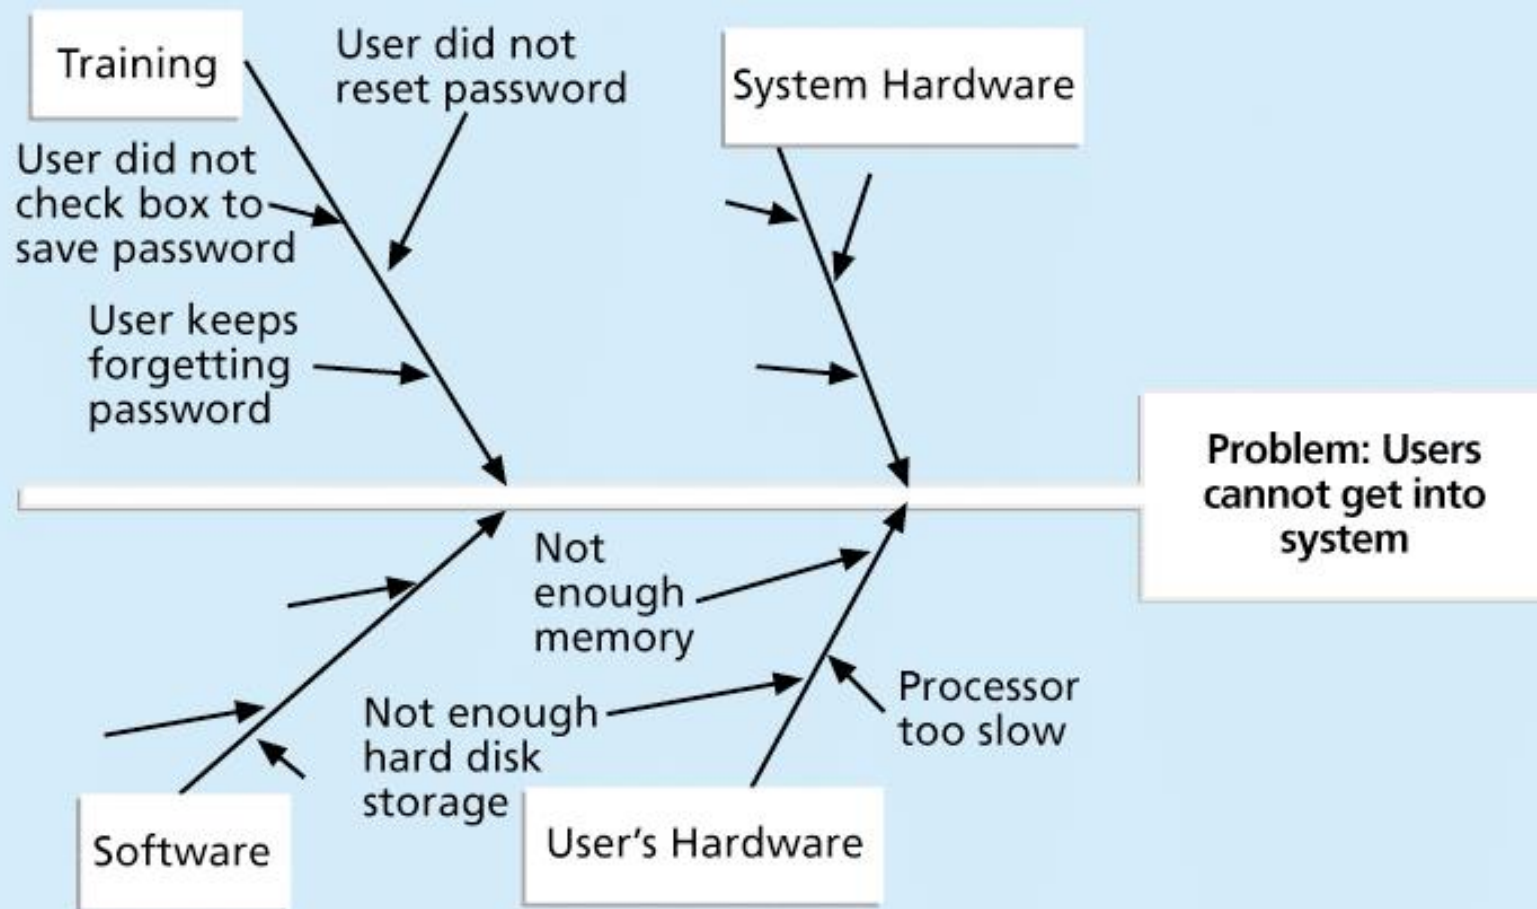 Training
User did not
reset password
System Hardware
User did not
check box to
save password
User keeps
forgetting
password
Problem: Users
cannot get into
system
Not
enough
memory
Not enough
hard disk
storage
Processor
too slow
Software
User's Hardware